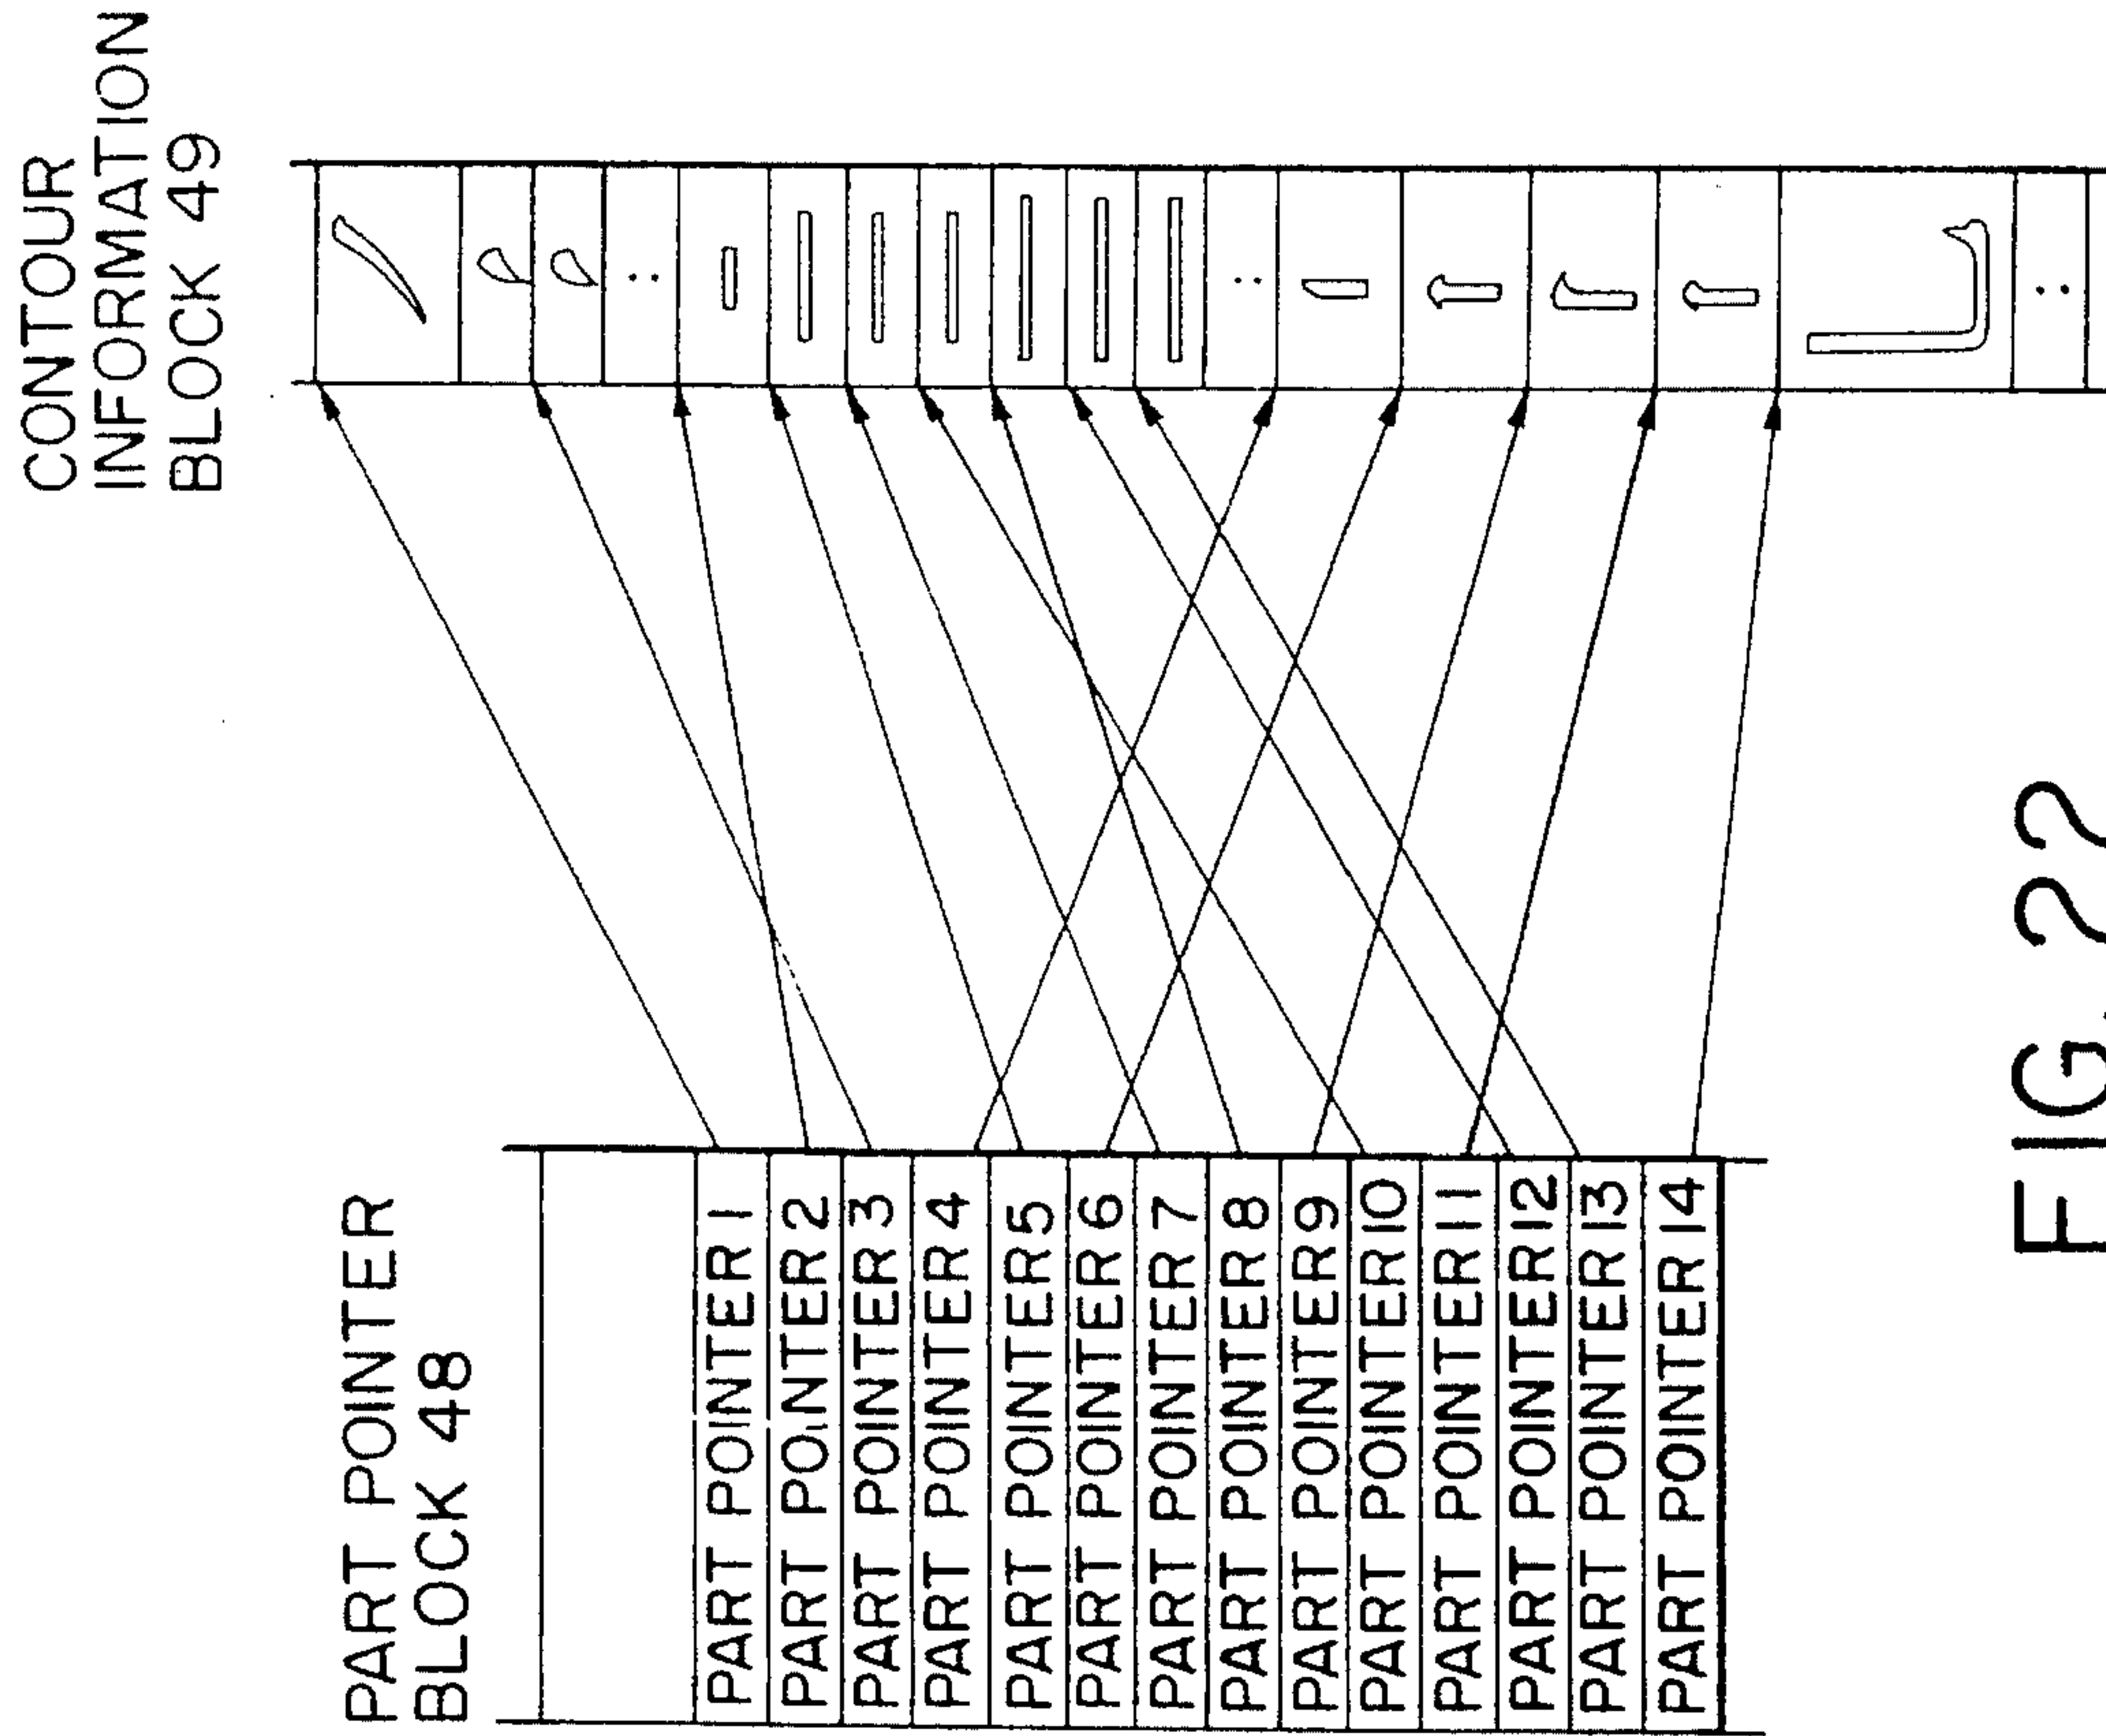 PART POINTER
BLOCK 48
PART POINTER 1
PART POINTER 2
PART POINTER 3
PART POINTER 4
PART POINTER 5
PART POINTER 6
PART POINTER 7
PART POINTER 8
PART POINTER 9
PART POINTER 10
PART POINTER 11
PART POINTER 12
PART POINTER 13
PART POINTER 14
CONTOUR
INFORMATION
BLOCK 49
FIG. 22